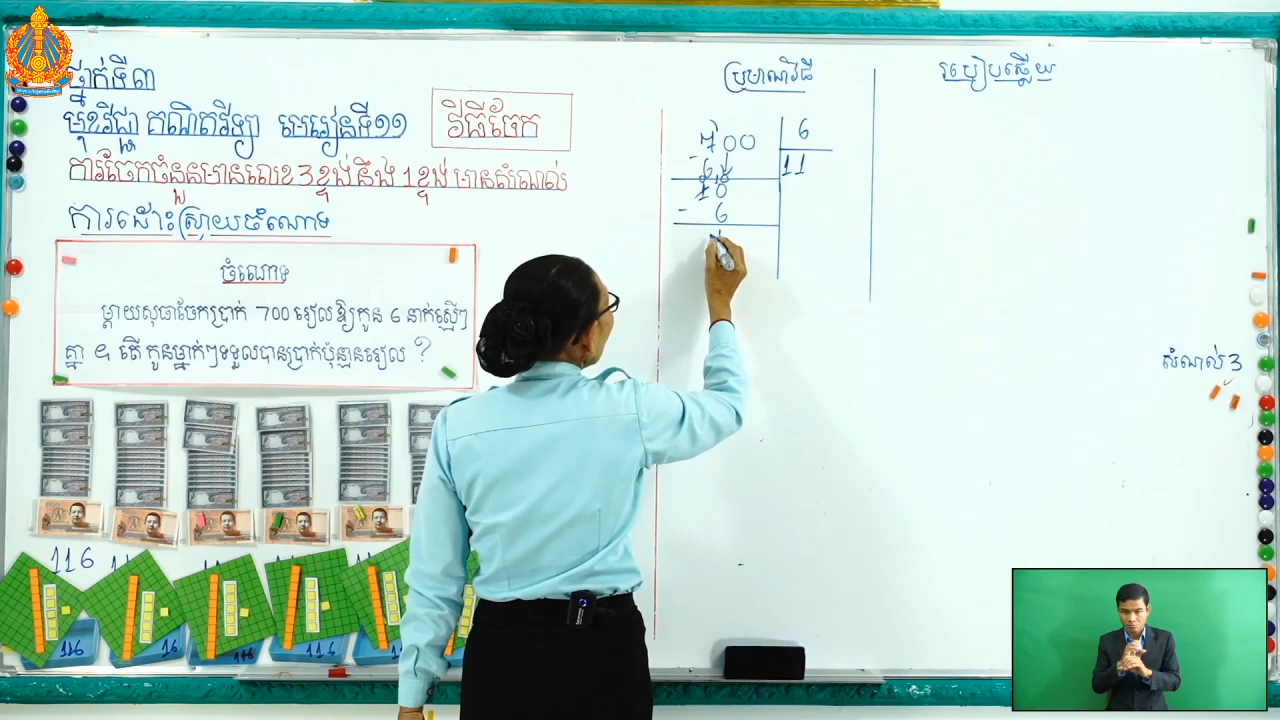 ថ្នាក់ទី៣
មុខវិជ្ជា គណិតវិទ្យា មេរៀនទី១១
វិធីចែក
ការចែកចំនួនមានលេខ 3 ខ្ទង់ នឹង 1 ខ្ទង់ មានសំណល់
ការដោះស្រាយចំណោទ
ចំណោទ
ម្ដាយសុធាចែកប្រាក់ 700 រៀលឱ្យកូន 6 នាក់ស្មើៗ
គ្នា ។ តើ កូនម្នាក់ៗទទួលបានប្រាក់ប៉ុន្មានរៀល ?
116
116
16
116
116
ប្រមាណវិធី
700 6
- 6 11
10
- 6
របៀបឆ្លើយ
សំណល់ 3